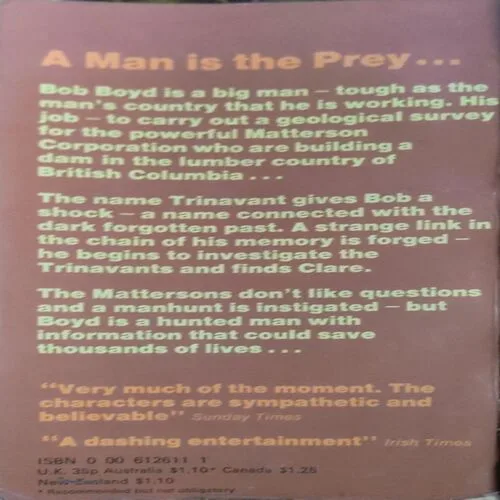 A Man is the Prey...
Bob Boyd is a big man – tough as the
man's country that he is working. His
job – to carry out a geological survey
for the powerful Matterson
Corporation who are building a
dam in the lumber country of
British Columbia...
The name Trinavant gives Bob a
shock – a name connected with the
dark forgotten past. A strange link in
the chain of his memory is forged –
he begins to investigate the
Trinavants and finds Clare.
The Mattersons don't like questions
and a manhunt is instigated – but
Boyd is a hunted man with
information that could save
thousands of lives...
“Very much of the moment. The
characters are sympathetic and
believable” Sunday Times
“A dashing entertainment” Irish Times
ISBN 0 00 612611 1
U.K. 35p Australia $1.10* Canada $1.25
New Zealand $1.10
* Recommended but not obligatory